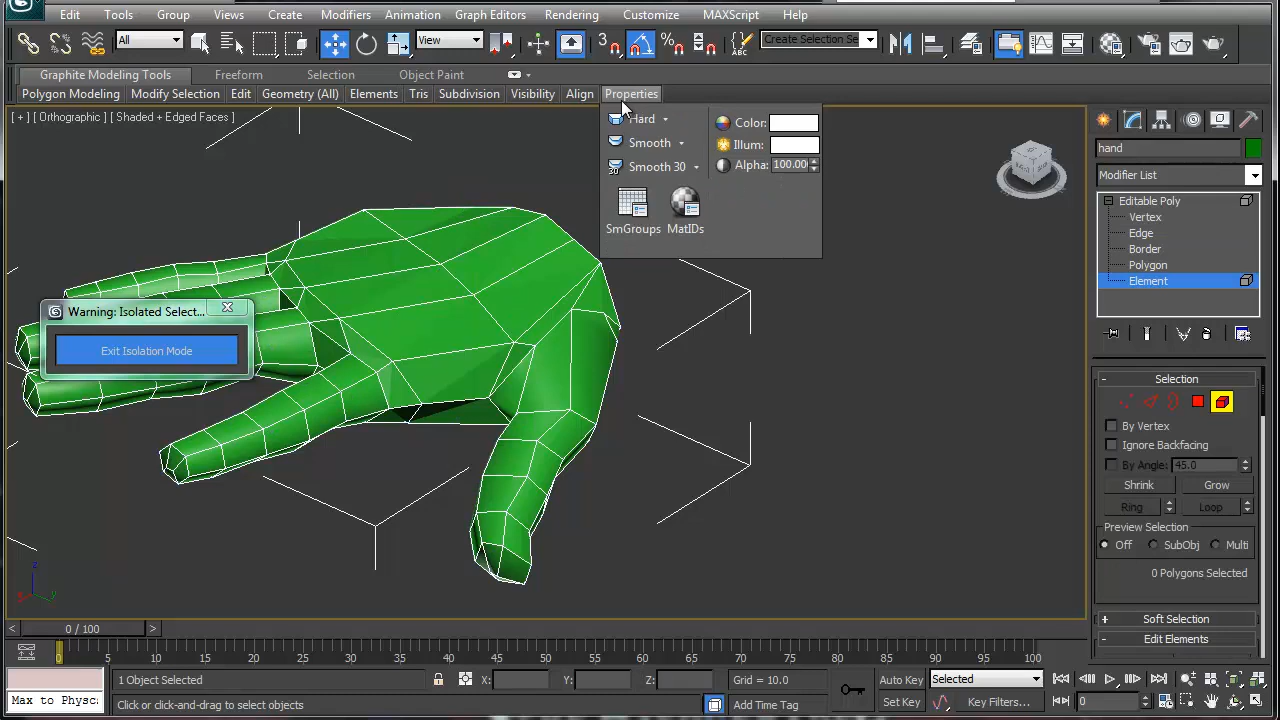 Edit Tools Group Views Create Modifiers Animation Graph Editors Rendering Customize MAXScript Help
All View 3 Create Selection Se
Graphite Modeling Tools Freeform Selection Object Paint
Polygon Modeling Modify Selection Edit Geometry (All) Elements Tris Subdivision Visibility Align Properties
[ + ] [ Orthographic ] [ Shaded + Edged Faces ]
Hard
Smooth
Smooth 30
SmGroups MatIDs
Color:
Illum:
Alpha: 100.00
hand
Modifier List
Editable Poly
Vertex
Edge
Border
Polygon
Element
Warning: Isolated Select...
Exit Isolation Mode
- Selection
By Vertex
Ignore Backfacing
By Angle: 45.0
Shrink Grow
Ring Loop
Preview Selection
Off SubObj Multi
0 Polygons Selected
+ Soft Selection
- Edit Elements
z
x y
< 0 / 100 >
0 5 10 15 20 25 30 35 40 45 50 55 60 65 70 75 80 85 90 95 100
1 Object Selected X: Y: Z: Grid = 10.0 Auto Key Selected
Max to Physc Click or click-and-drag to select objects Add Time Tag Set Key Key Filters... 0